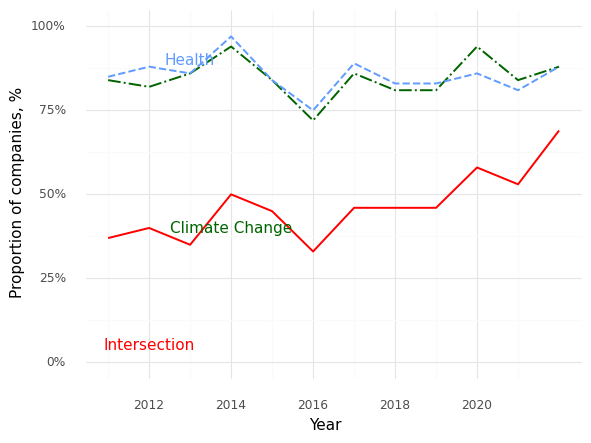 100%
Health
75%
50%
Climate Change
25%
Intersection
0%
Proportion of companies, %
2012 2014 2016 2018 2020
Year